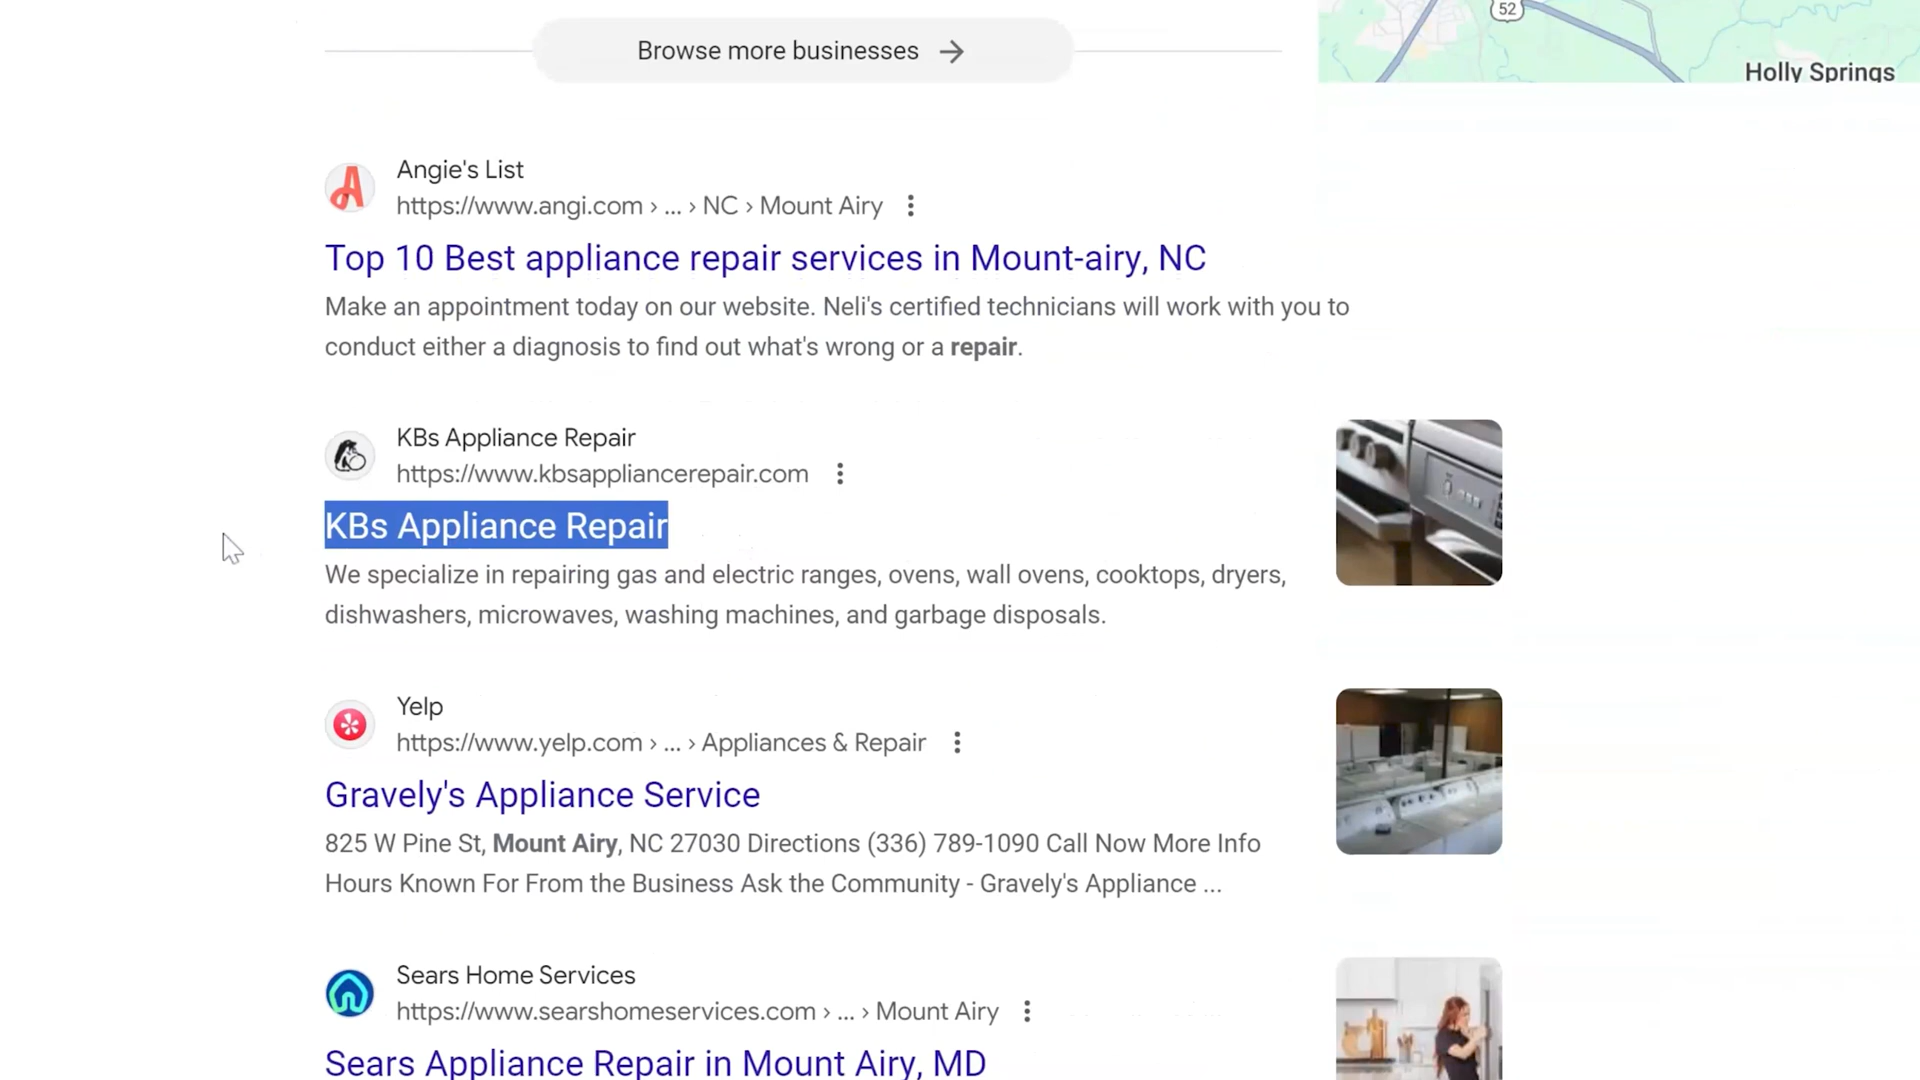 52
Holly Springs
Browse more businesses
Angie's List
https://www.angi.com › ... › NC › Mount Airy
Top 10 Best appliance repair services in Mount-airy, NC
Make an appointment today on our website. Neli's certified technicians will work with you to
conduct either a diagnosis to find out what's wrong or a repair.
KBs Appliance Repair
https://www.kbsappliancerepair.com
KBs Appliance Repair
We specialize in repairing gas and electric ranges, ovens, wall ovens, cooktops, dryers,
dishwashers, microwaves, washing machines, and garbage disposals.
Yelp
https://www.yelp.com › ... › Appliances & Repair
Gravely's Appliance Service
825 W Pine St, Mount Airy, NC 27030 Directions (336) 789-1090 Call Now More Info
Hours Known For From the Business Ask the Community - Gravely's Appliance ...
Sears Home Services
https://www.searshomeservices.com › ... › Mount Airy
Sears Appliance Repair in Mount Airy, MD